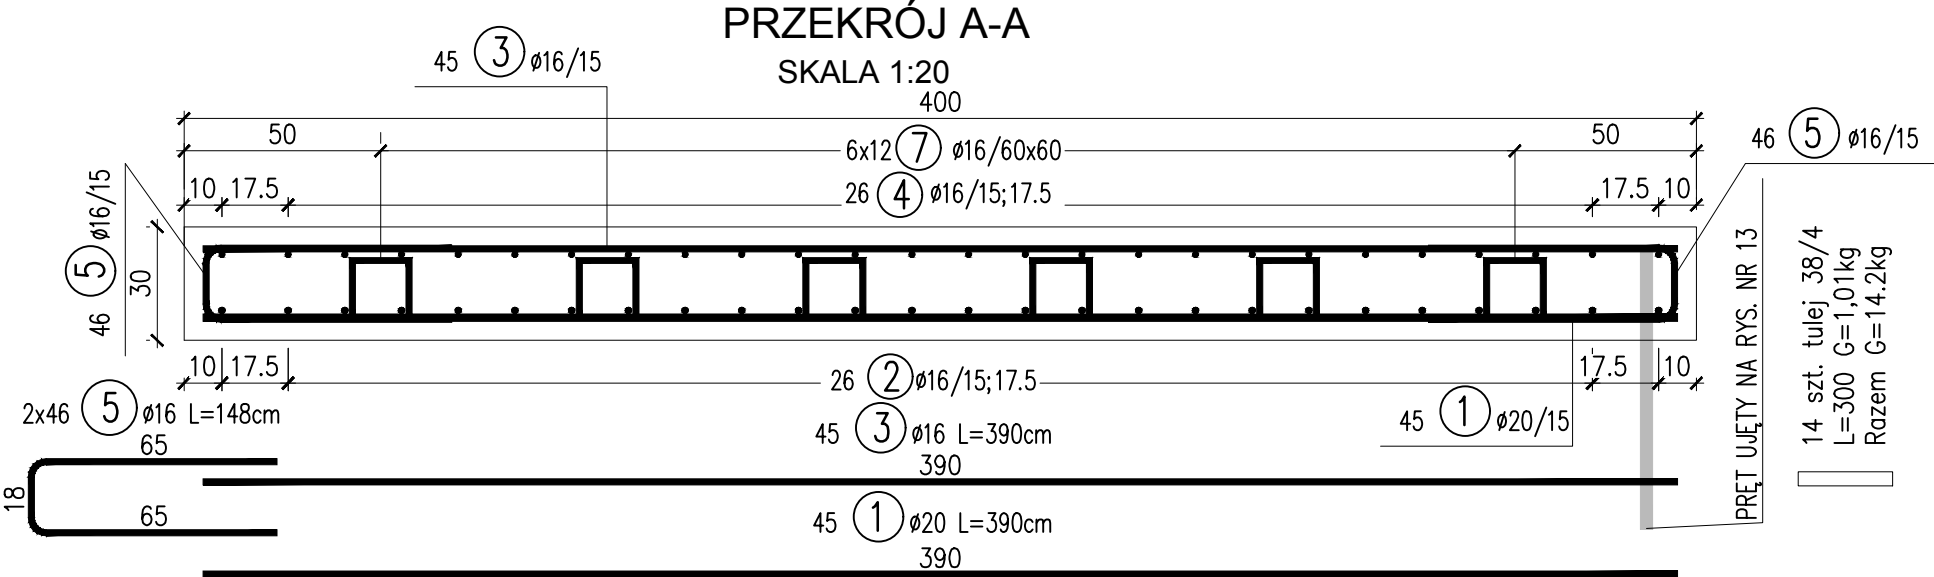 PRZEKRÓJ A-A
SKALA 1:20
45 3 ø16/15
400
50
6x12 7 ø16/60x60
50
46 5 ø16/15
10 17.5
26 4 ø16/15;17.5
17.5 10
46 5 ø16/15
30
10 17.5
26 2 ø16/15;17.5
17.5 10
45 1 ø20/15
PRĘT UJĘTY NA RYS. NR 13
14 szt. tulej 38/4
L=300 G=1,01kg
Razem G=14.2kg
2x46 5 ø16 L=148cm
65
18
65
45 3 ø16 L=390cm
390
45 1 ø20 L=390cm
390